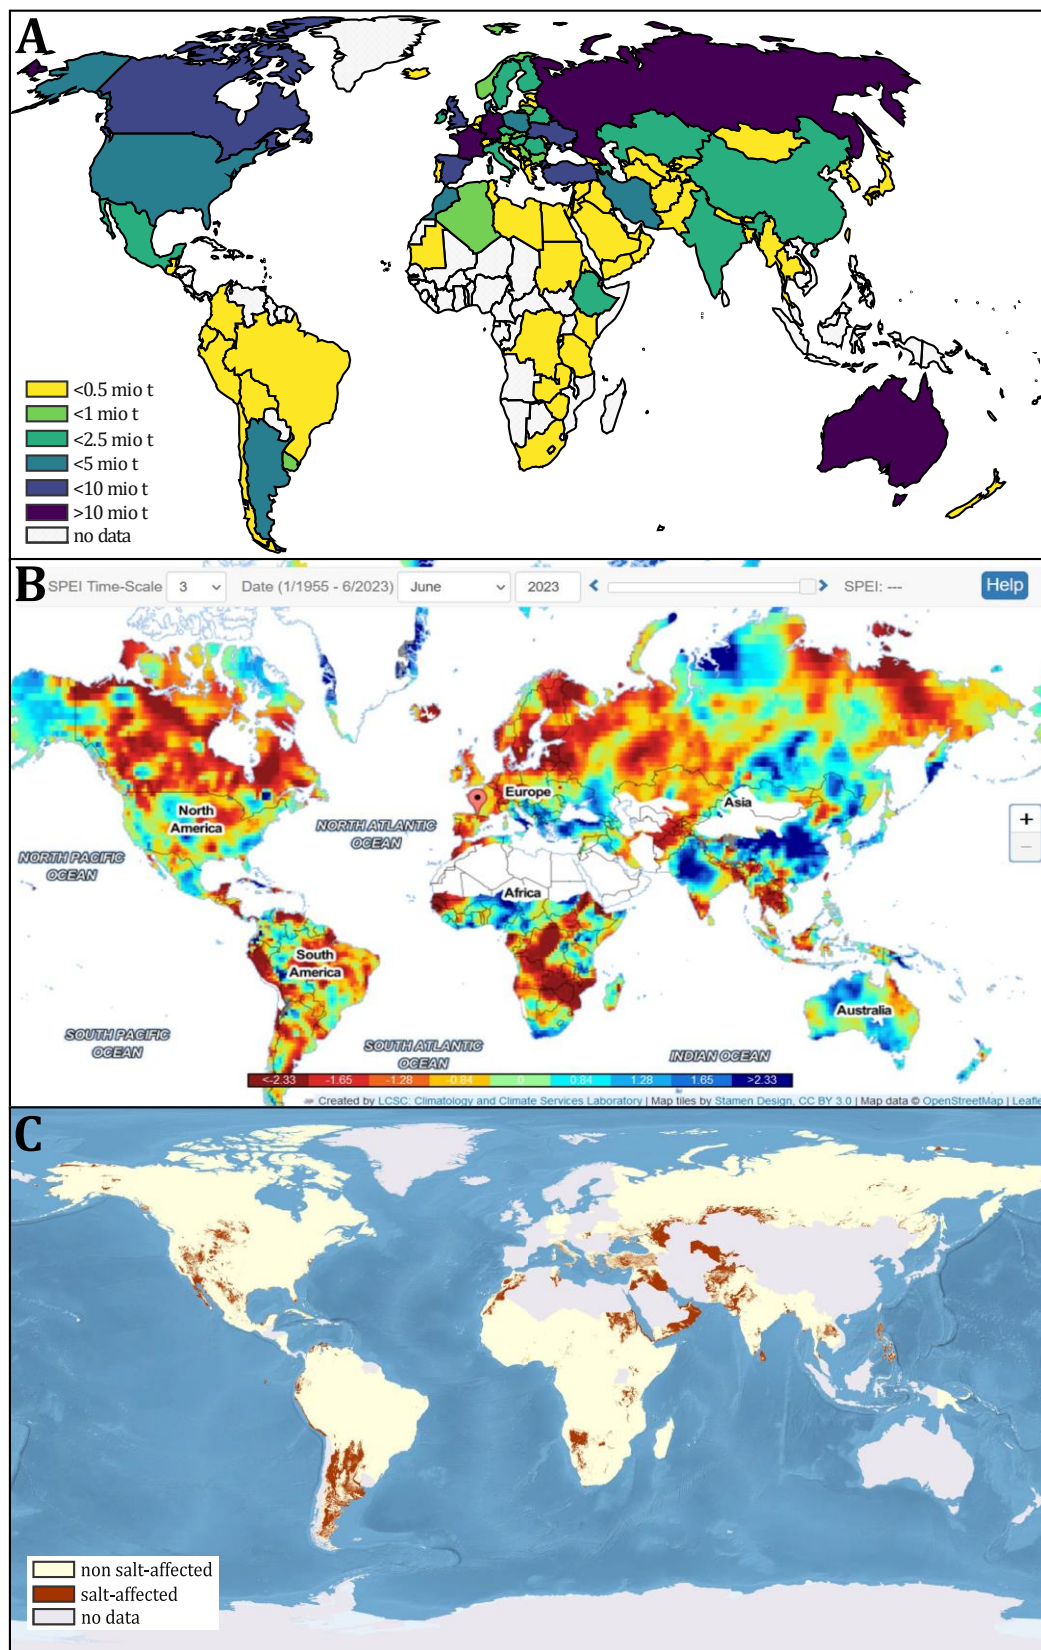 A
<0.5 mio t
<1 mio t
<2.5 mio t
<5 mio t
<10 mio t
>10 mio t
no data
B
SPEI Time-Scale 3 Date (1/1955 - 6/2023) June 2023 SPEI: --- Help
North
America
Europe
Asia
NORTH ATLANTIC
OCEAN
NORTH PACIFIC
OCEAN
Africa
South
America
Australia
SOUTH PACIFIC
OCEAN
SOUTH ATLANTIC
OCEAN
INDIAN OCEAN
+
−
<-2.33 -1.65 -1.28 -0.84 0 0.84 1.28 1.65 >2.33
Created by LCSC: Climatology and Climate Services Laboratory | Map tiles by Stamen Design, CC BY 3.0 | Map data © OpenStreetMap | Leafle
C
non salt-affected
salt-affected
no data